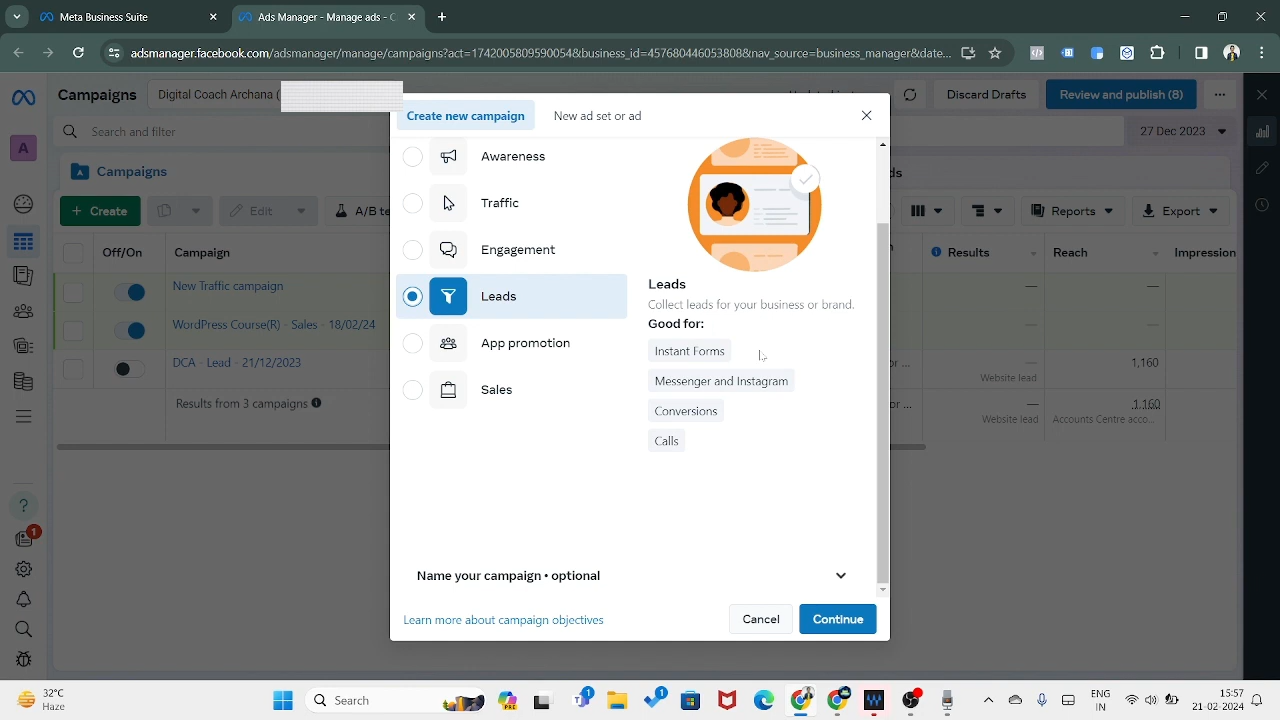 Meta Business Suite
Ads Manager - Manage ads - C
adsmanager.facebook.com/adsmanager/manage/campaigns?act=1742005809590054&business_id=457680446053808&nav_source=business_manager&date...
Campaigns
Digital Coach Archana (
Discard Drafts
Review and publish (8)
Create new campaign
New ad set or ad
Search and filter
27 Dec 2023
A
Campaigns
Awareness
+ Create
Edit
A/B te
Traffic
Reports
Export
Off/On
Campaign
Engagement
Results
Reach
Impression
New Traffic campaign
Leads
Leads
Collect leads for your business or brand.
WordPress Course(R) - Sales - 18/02/24
Good for:
App promotion
Instant Forms
DCA - Lead - 21/12/2023
1,160
Website lead
Messenger and Instagram
Sales
Results from 3 campaigns
1,160
Conversions
Website lead
Accounts Centre acco...
Calls
1
Name your campaign • optional
Learn more about campaign objectives
Cancel
Continue
32°C
Haze
Search
1
1
ENG
IN
15:57
21-02-2024